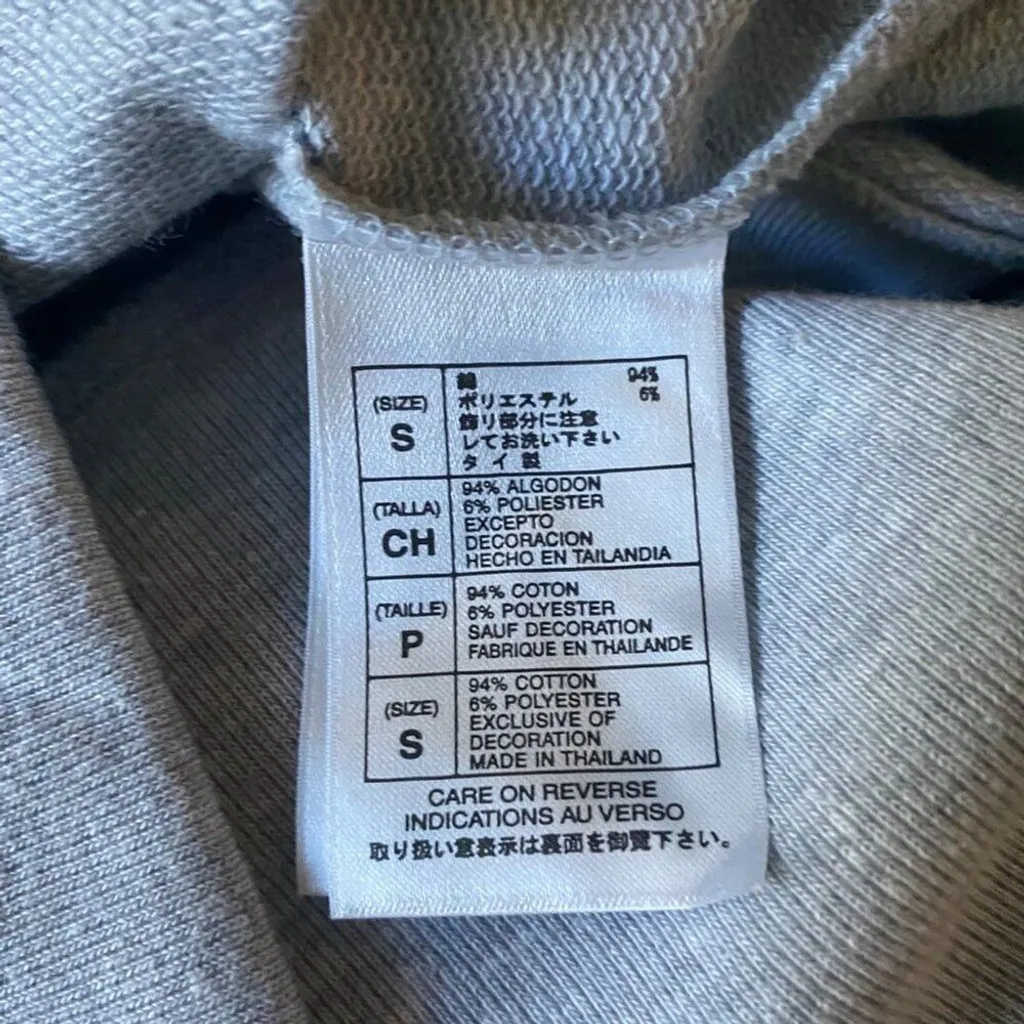 (SIZE)
S
綿 94%
ポリエステル 6%
飾り部分に注意
してお洗い下さい
タイ製
(TALLA)
CH
94% ALGODON
6% POLIESTER
EXCEPTO
DECORACION
HECHO EN TAILANDIA
(TAILLE)
P
94% COTON
6% POLYESTER
SAUF DECORATION
FABRIQUE EN THAILANDE
(SIZE)
S
94% COTTON
6% POLYESTER
EXCLUSIVE OF
DECORATION
MADE IN THAILAND
CARE ON REVERSE
INDICATIONS AU VERSO
取り扱い意表示は裏面を御覧下さい。